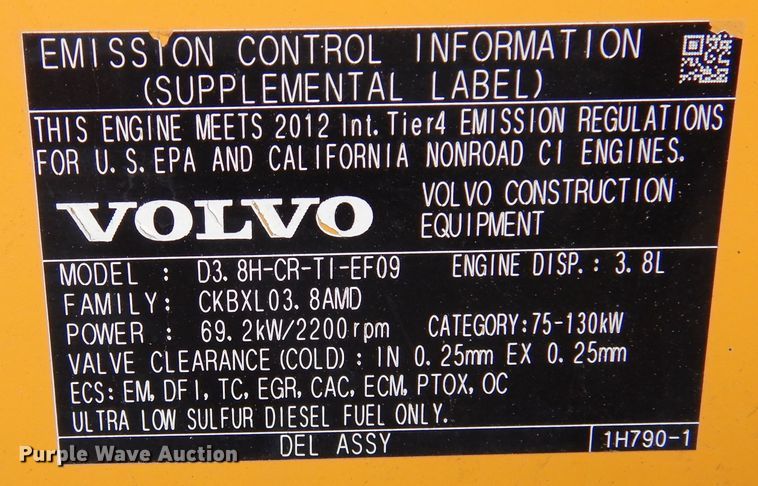 EMISSION CONTROL INFORMATION
(SUPPLEMENTAL LABEL)
THIS ENGINE MEETS 2012 Int. Tier4 EMISSION REGULATIONS
FOR U.S. EPA AND CALIFORNIA NONROAD CI ENGINES.
VOLVO VOLVO CONSTRUCTION
EQUIPMENT
MODEL : D3.8H-CR-TI-EF09 ENGINE DISP.: 3.8L
FAMILY: CKBXL03.8AMD
POWER : 69.2kW/2200rpm CATEGORY:75-130kW
VALVE CLEARANCE(COLD): IN 0.25mm EX 0.25mm
ECS: EM, DFI, TC, EGR, CAC, ECM, PTOX, OC
ULTRA LOW SULFUR DIESEL FUEL ONLY.
DEL ASSY 1H790-1
Purple Wave Auction